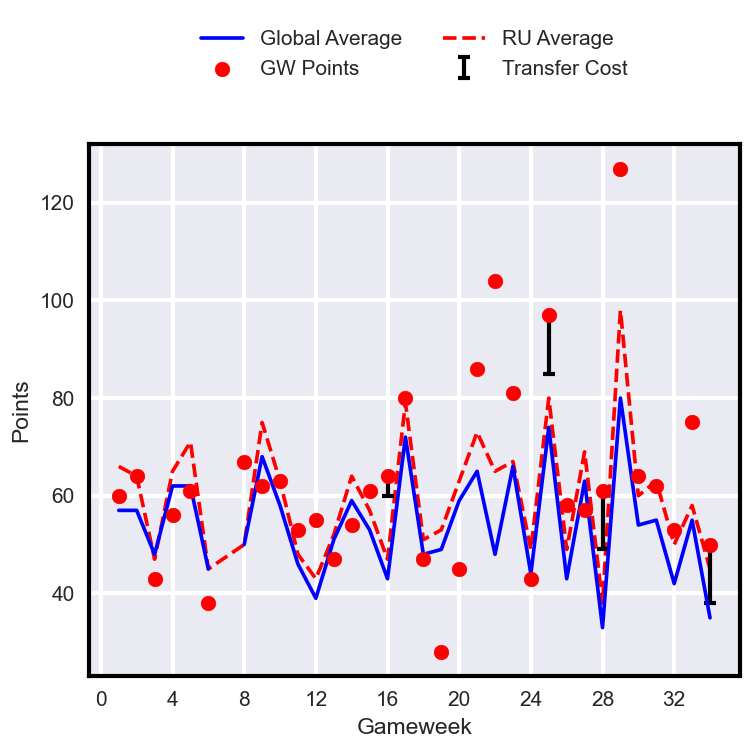 Global Average RU Average
GW Points Transfer Cost
120
100
80
60
40
Points
0 4 8 12 16 20 24 28 32
Gameweek